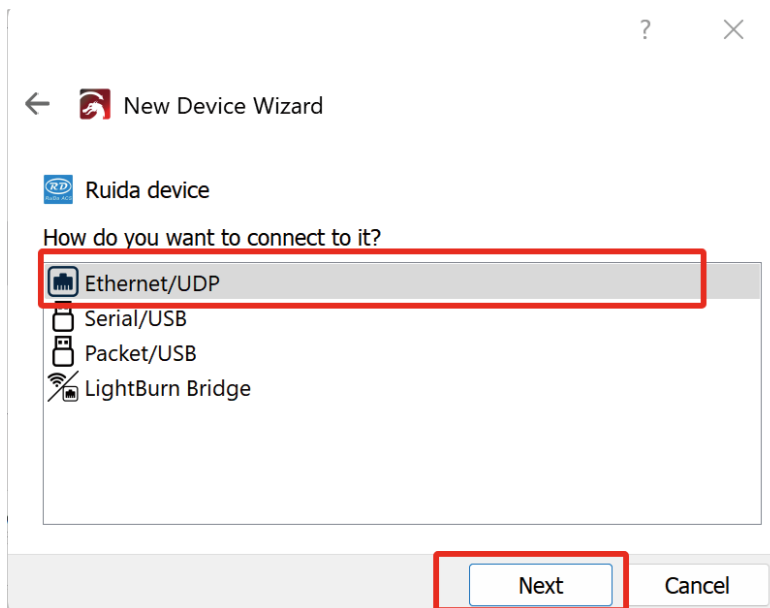 ?
New Device Wizard
RD
Ruida device
How do you want to connect to it?
Ethernet/UDP
Serial/USB
Packet/USB
LightBurn Bridge
Next
Cancel